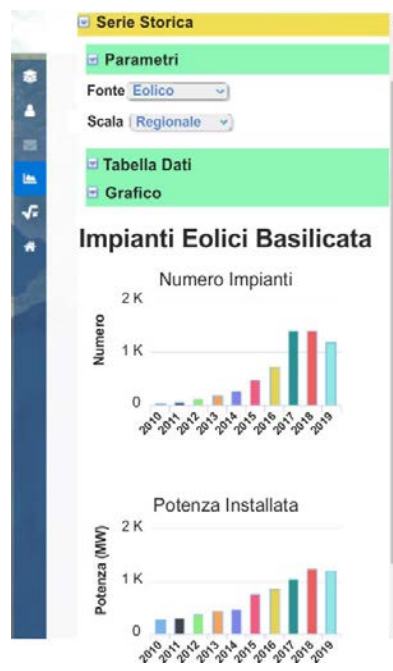 Serie Storica
Parametri
Fonte Eolico
Scala Regionale
Tabella Dati
Grafico
Impianti Eolici Basilicata
Numero Impianti
2 K
Numero
1 K
0
2010 2011 2012 2013 2014 2015 2016 2017 2018 2019
Potenza Installata
2 K
Potenza (MW)
1 K
0
2010 2011 2012 2013 2014 2015 2016 2017 2018 2019